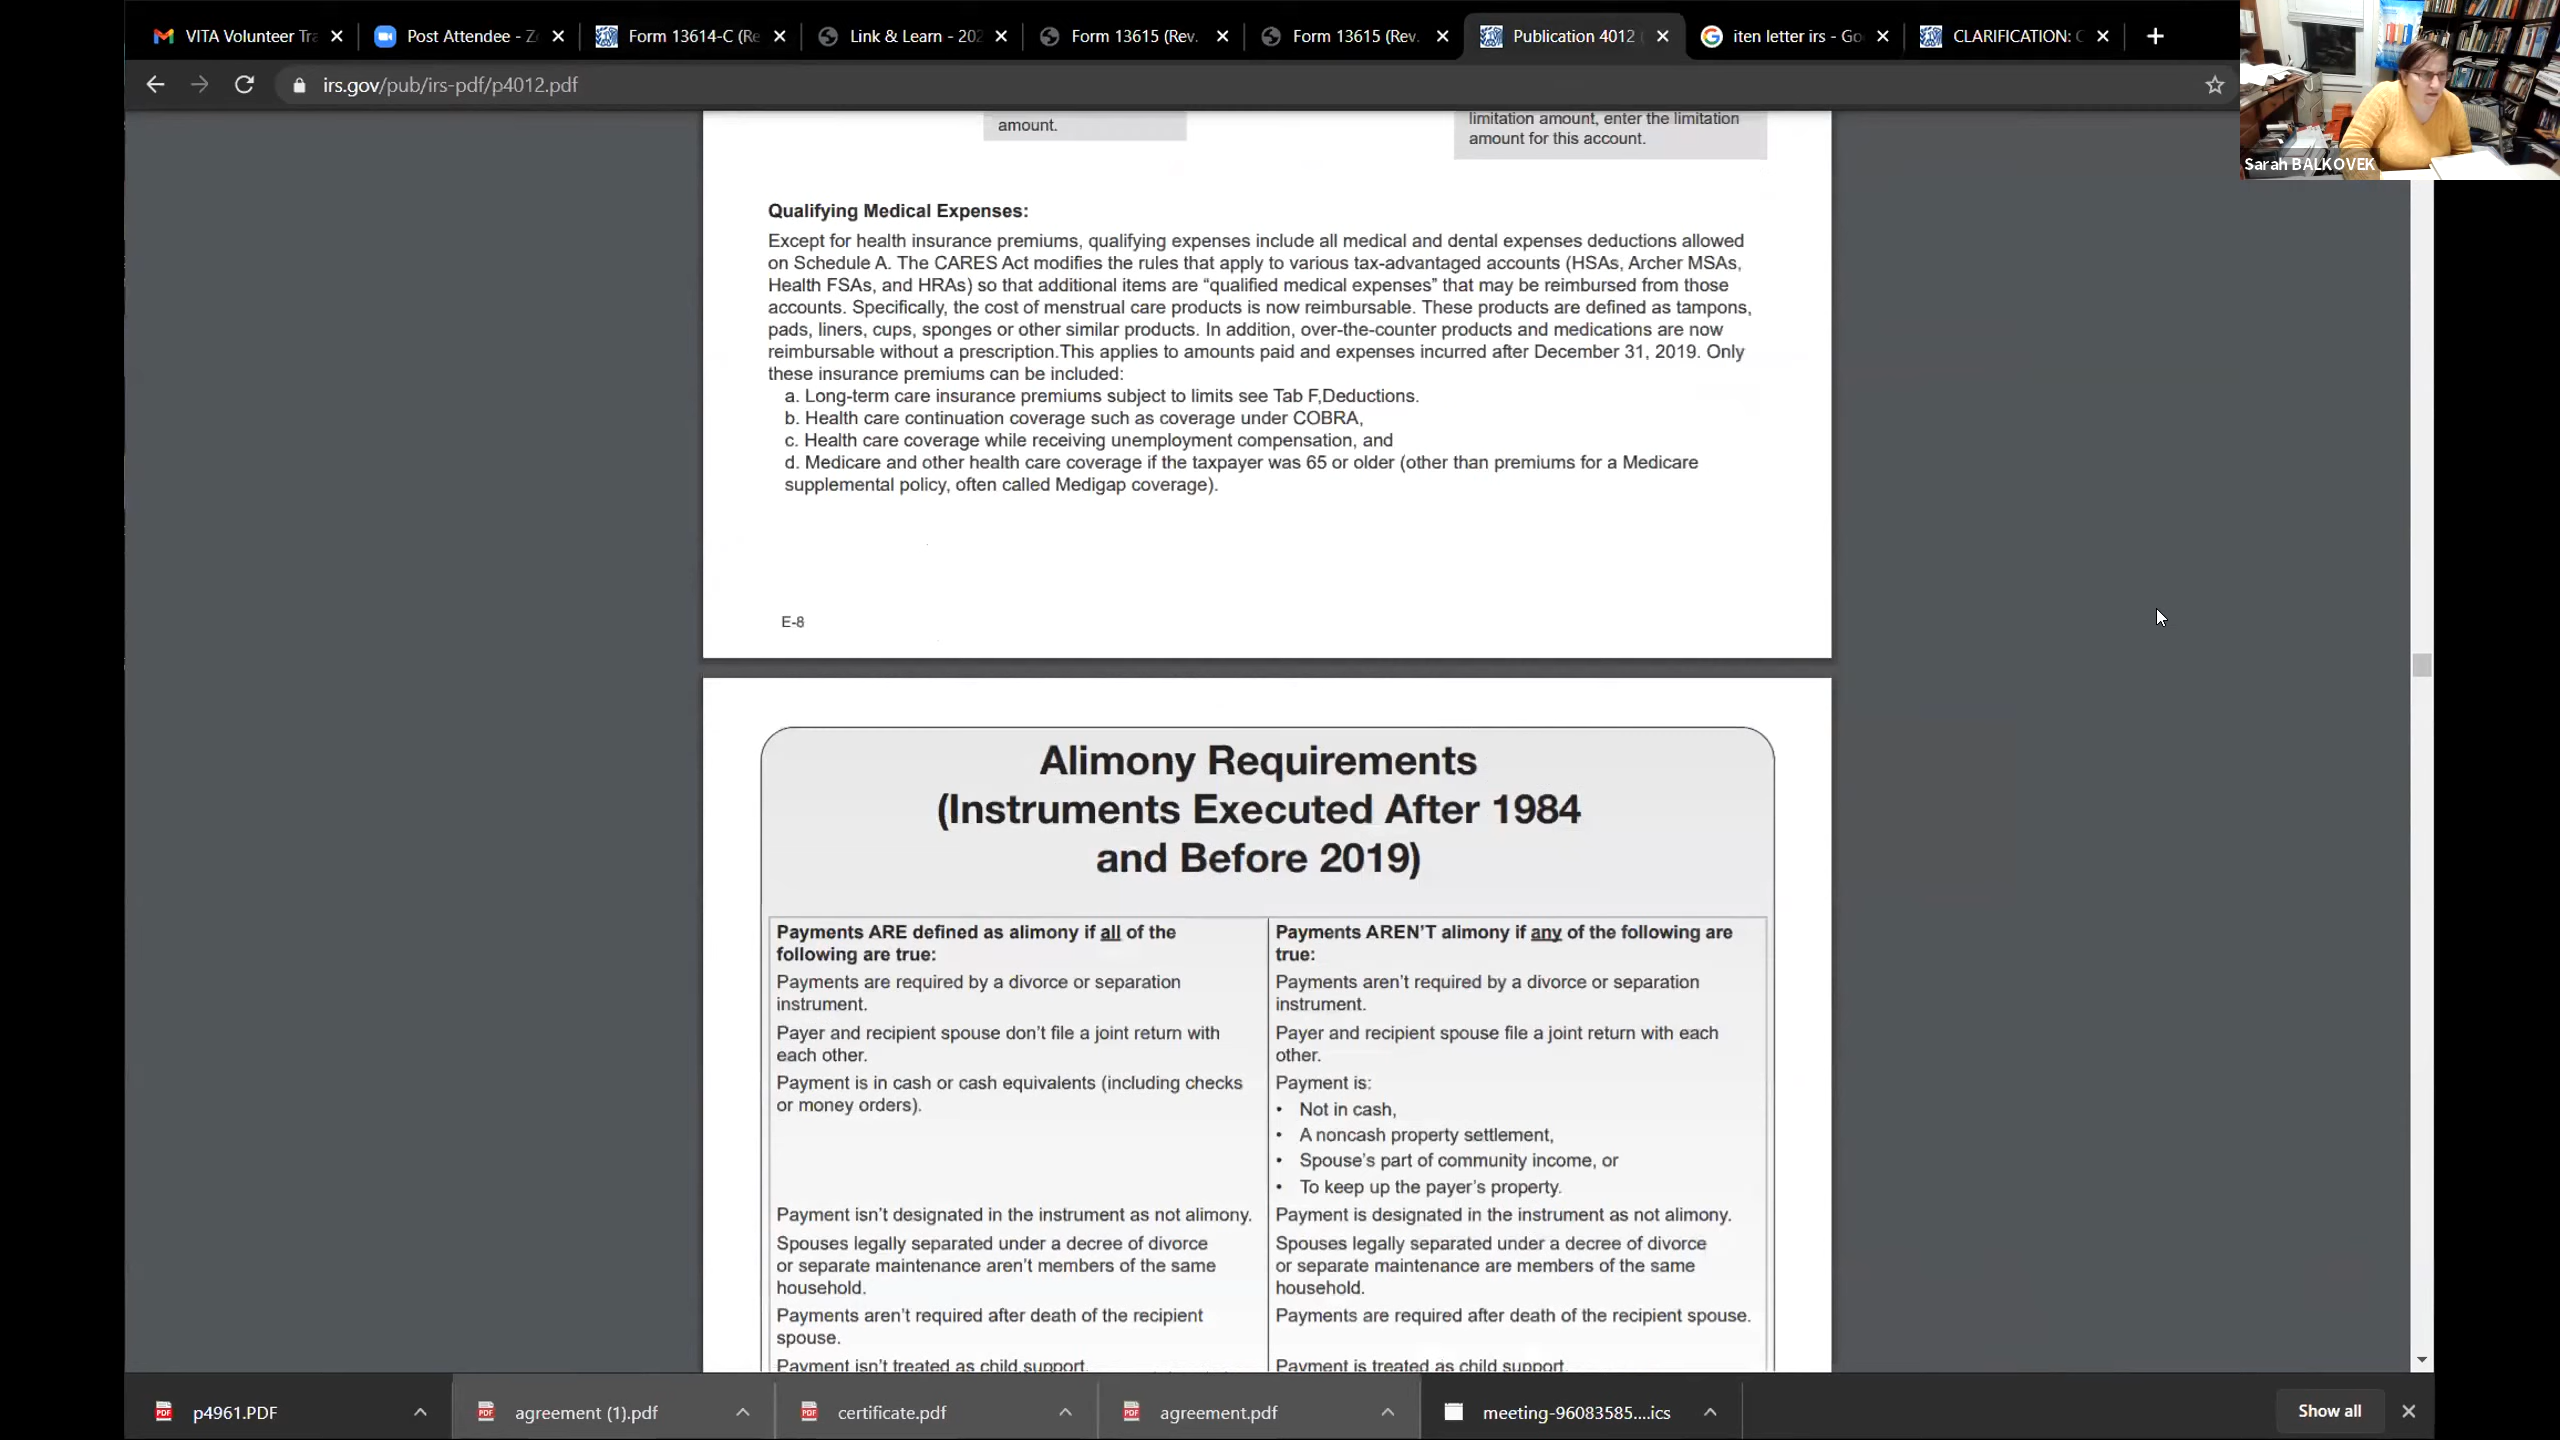 VITA Volunteer Tra
Post Attendee - Zo
Form 13614-C (Re
Link & Learn - 202
Form 13615 (Rev.
Form 13615 (Rev.
Publication 4012 (
iten letter irs - Go
CLARIFICATION: C
irs.gov/pub/irs-pdf/p4012.pdf
Sarah BALKOVEK
amount.
limitation amount, enter the limitation
amount for this account.
Qualifying Medical Expenses:
Except for health insurance premiums, qualifying expenses include all medical and dental expenses deductions allowed
on Schedule A. The CARES Act modifies the rules that apply to various tax-advantaged accounts (HSAs, Archer MSAs,
Health FSAs, and HRAs) so that additional items are “qualified medical expenses” that may be reimbursed from those
accounts. Specifically, the cost of menstrual care products is now reimbursable. These products are defined as tampons,
pads, liners, cups, sponges or other similar products. In addition, over-the-counter products and medications are now
reimbursable without a prescription.This applies to amounts paid and expenses incurred after December 31, 2019. Only
these insurance premiums can be included:
a. Long-term care insurance premiums subject to limits see Tab F,Deductions.
b. Health care continuation coverage such as coverage under COBRA,
c. Health care coverage while receiving unemployment compensation, and
d. Medicare and other health care coverage if the taxpayer was 65 or older (other than premiums for a Medicare
supplemental policy, often called Medigap coverage).
E-8
Alimony Requirements
(Instruments Executed After 1984
and Before 2019)
Payments ARE defined as alimony if all of the
following are true:
Payments are required by a divorce or separation
instrument.
Payer and recipient spouse don’t file a joint return with
each other.
Payment is in cash or cash equivalents (including checks
or money orders).
Payment isn’t designated in the instrument as not alimony.
Spouses legally separated under a decree of divorce
or separate maintenance aren’t members of the same
household.
Payments aren’t required after death of the recipient
spouse.
Payment isn’t treated as child support.
Payments AREN’T alimony if any of the following are
true:
Payments aren’t required by a divorce or separation
instrument.
Payer and recipient spouse file a joint return with each
other.
Payment is:
• Not in cash,
• A noncash property settlement,
• Spouse’s part of community income, or
• To keep up the payer’s property.
Payment is designated in the instrument as not alimony.
Spouses legally separated under a decree of divorce
or separate maintenance are members of the same
household.
Payments are required after death of the recipient spouse.
Payment is treated as child support.
p4961.PDF
agreement (1).pdf
certificate.pdf
agreement.pdf
meeting-96083585....ics
Show all